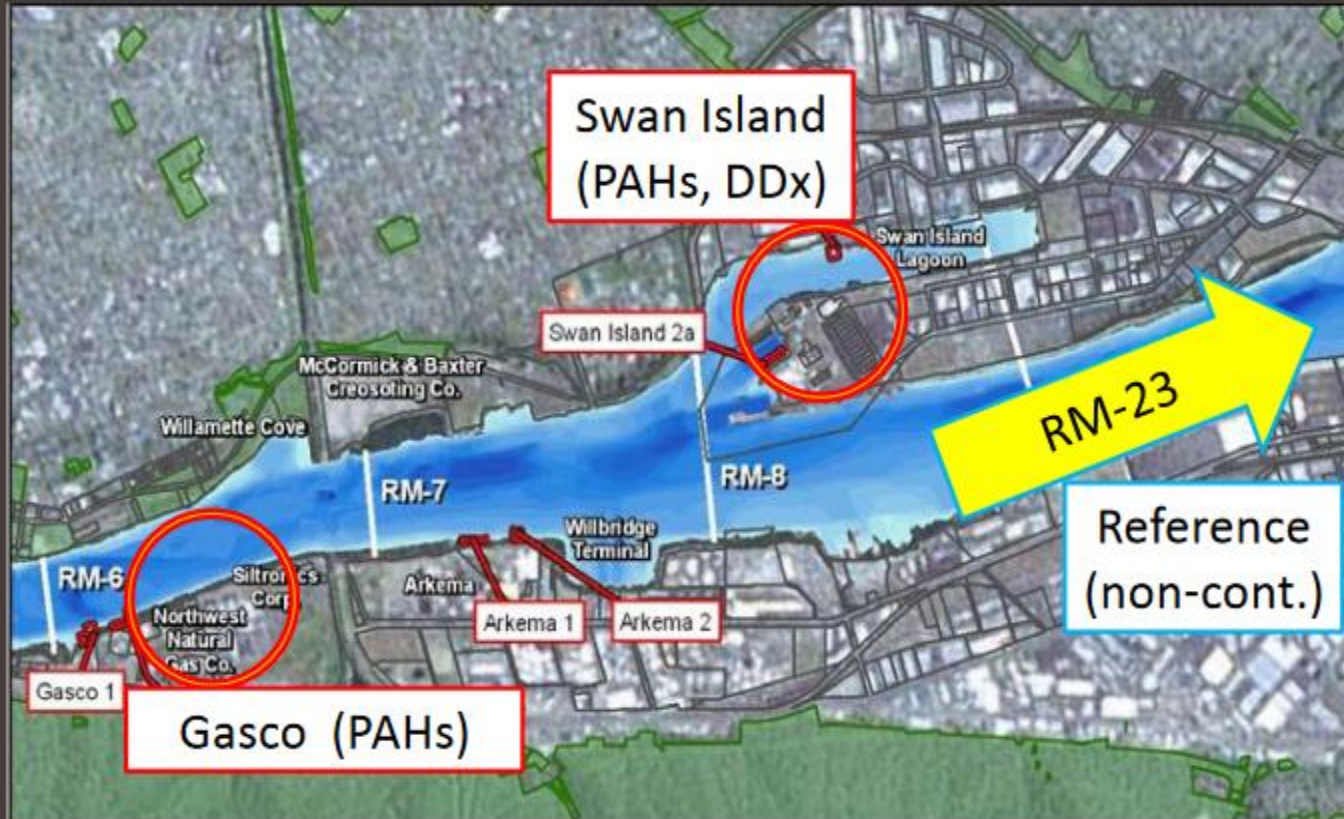 Swan Island
(PAHs, DDx)
Swan Island
Lagoon
Swan Island 2a
McCormick & Baxter
Creosoting Co.
Willamette Cove
RM-23
RM-7
RM-8
Willbridge
Terminal
Reference
(non-cont.)
RM-6
Siltronics
Corp.
Arkema
Northwest
Natural
Gas Co.
Arkema 1
Arkema 2
Gasco 1
Gasco (PAHs)